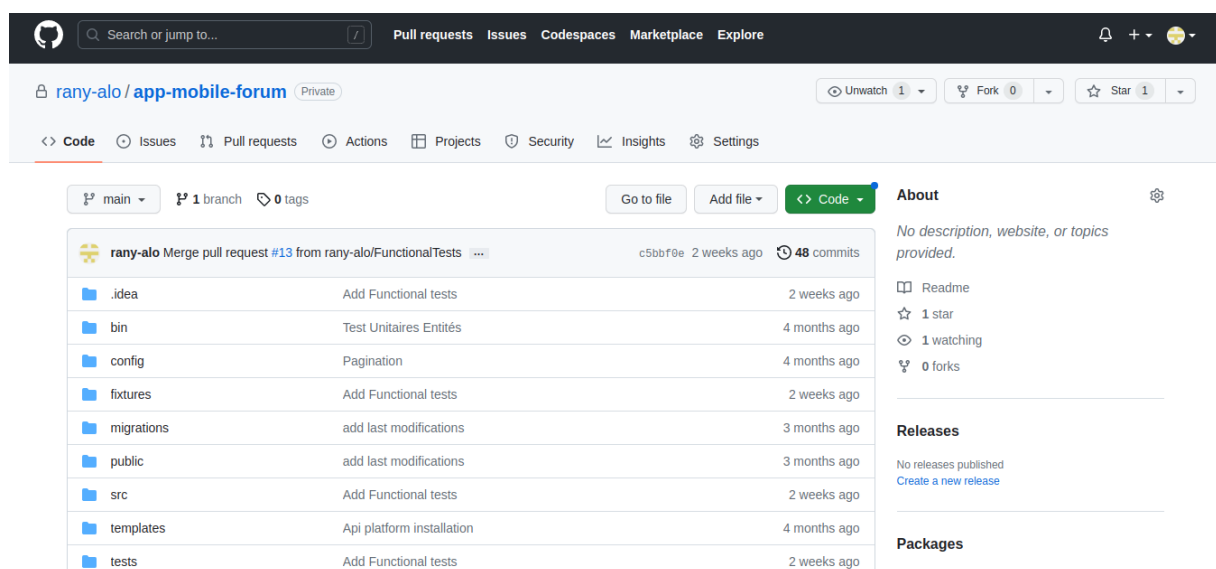 Search or jump to... / Pull requests Issues Codespaces Marketplace Explore
rany-alo / app-mobile-forum Private Unwatch 1 Fork 0 Star 1
Code Issues Pull requests Actions Projects Security Insights Settings
main 1 branch 0 tags Go to file Add file Code
rany-alo Merge pull request #13 from rany-alo/FunctionalTests ... c5bbf0e 2 weeks ago 48 commits
.idea Add Functional tests 2 weeks ago
bin Test Unitaires Entités 4 months ago
config Pagination 4 months ago
fixtures Add Functional tests 2 weeks ago
migrations add last modifications 3 months ago
public add last modifications 3 months ago
src Add Functional tests 2 weeks ago
templates Api platform installation 4 months ago
tests Add Functional tests 2 weeks ago
About
No description, website, or topics
provided.
Readme
1 star
1 watching
0 forks
Releases
No releases published
Create a new release
Packages